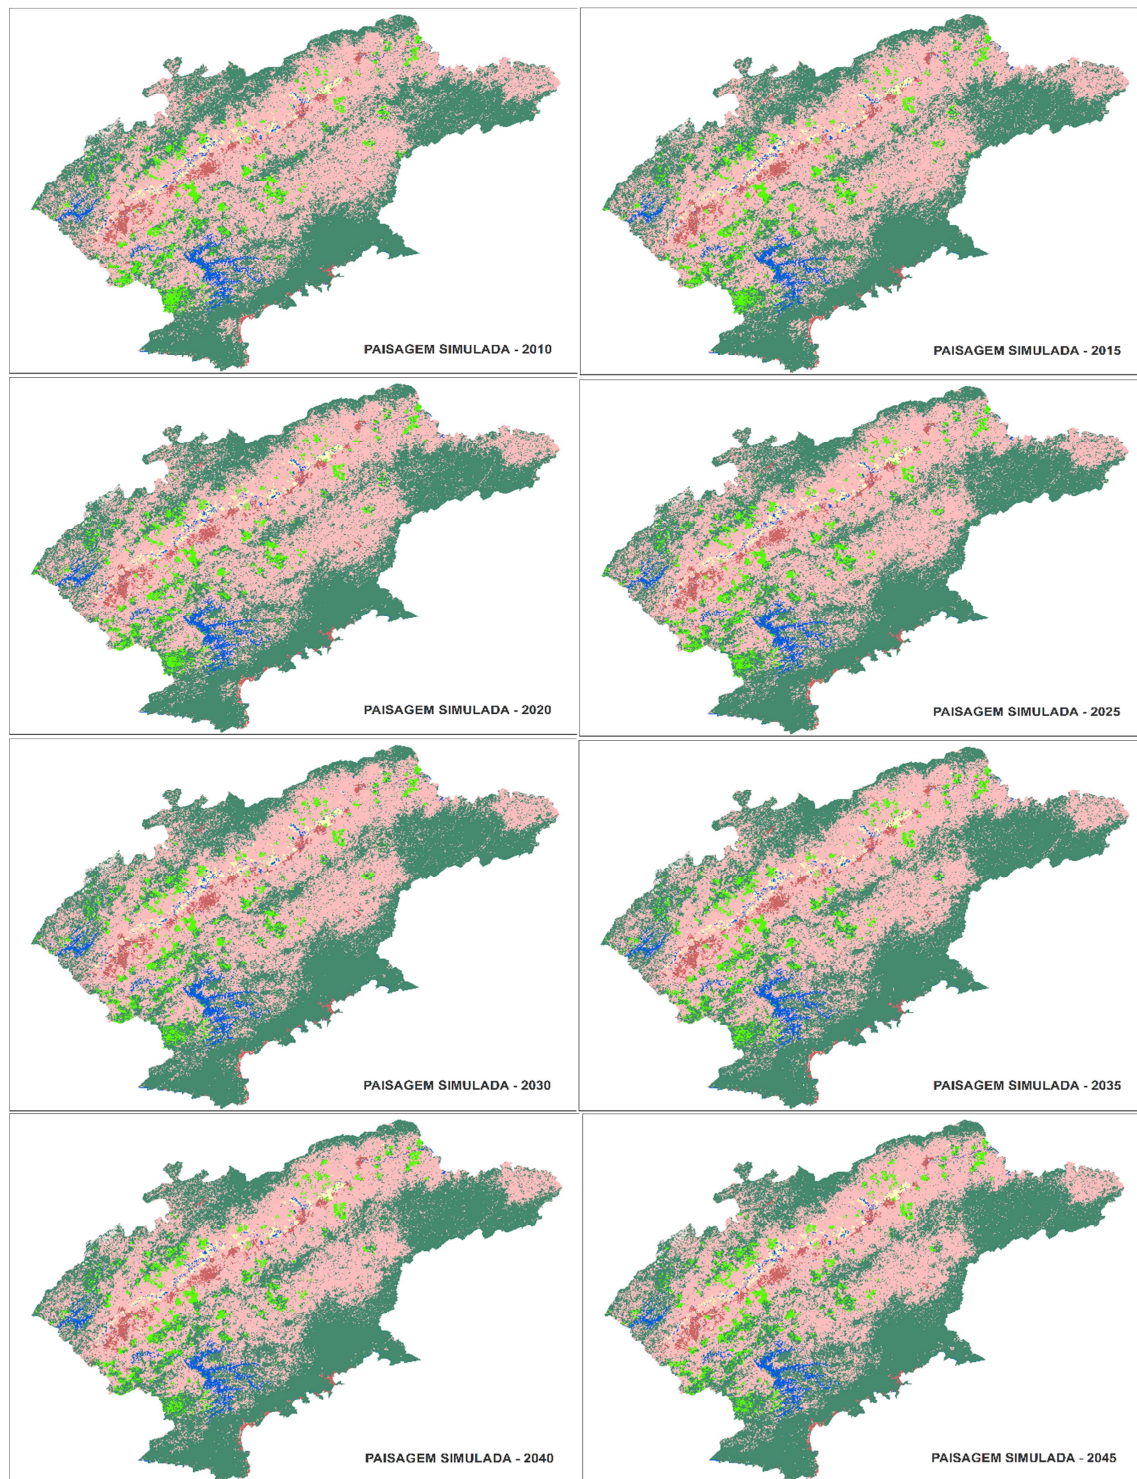 PAISAGEM SIMULADA - 2010
PAISAGEM SIMULADA - 2015
PAISAGEM SIMULADA - 2020
PAISAGEM SIMULADA - 2025
PAISAGEM SIMULADA - 2030
PAISAGEM SIMULADA - 2035
PAISAGEM SIMULADA - 2040
PAISAGEM SIMULADA - 2045